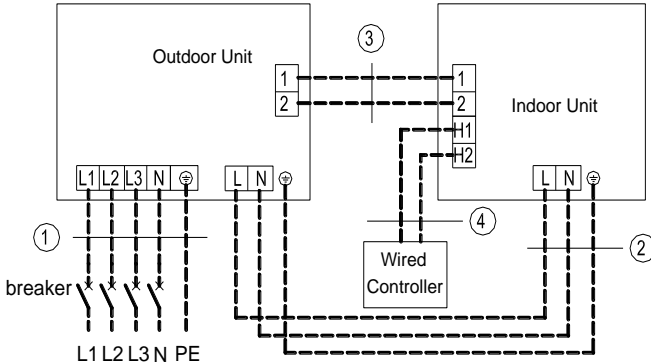 Outdoor Unit
Indoor Unit
3
1
2
1
2
H1
H2
L1 L2 L3 N ⏚
L N ⏚
L N ⏚
1
4
2
Wired
Controller
breaker
L1 L2 L3 N PE